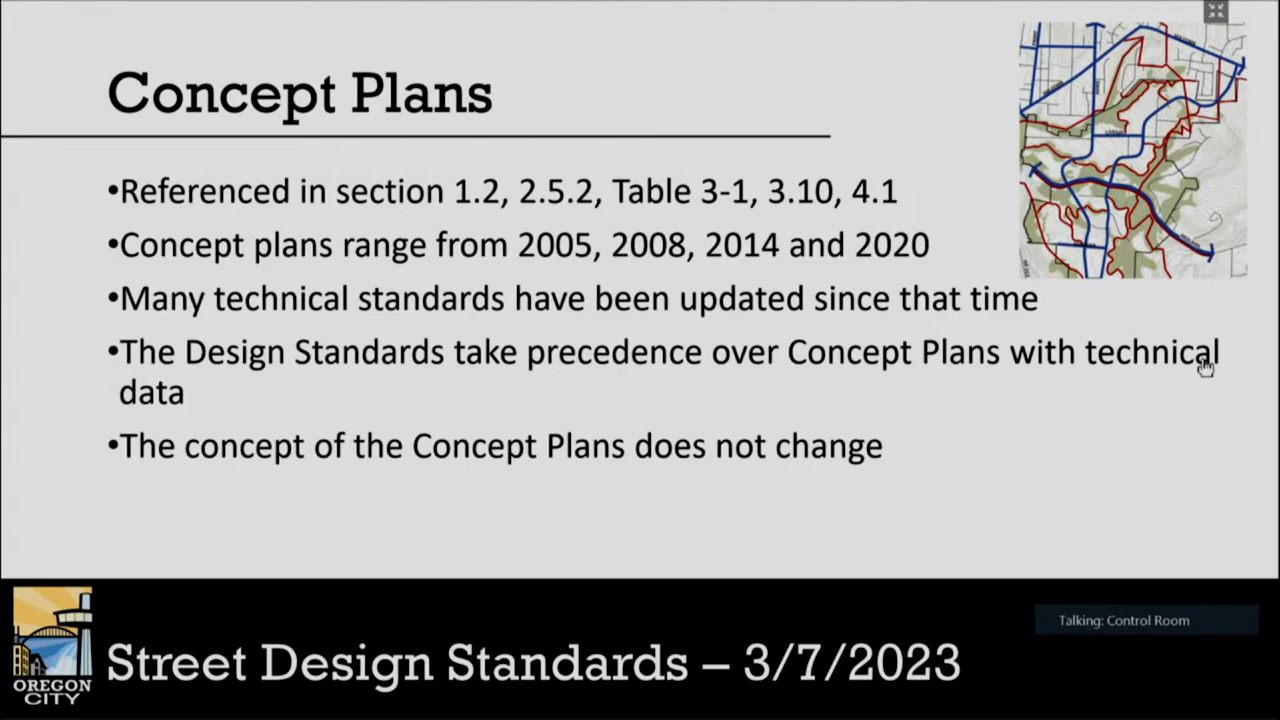 Concept Plans
•Referenced in section 1.2, 2.5.2, Table 3-1, 3.10, 4.1
•Concept plans range from 2005, 2008, 2014 and 2020
•Many technical standards have been updated since that time
•The Design Standards take precedence over Concept Plans with technical
data
•The concept of the Concept Plans does not change
Talking: Control Room
Street Design Standards – 3/7/2023
OREGON
CITY